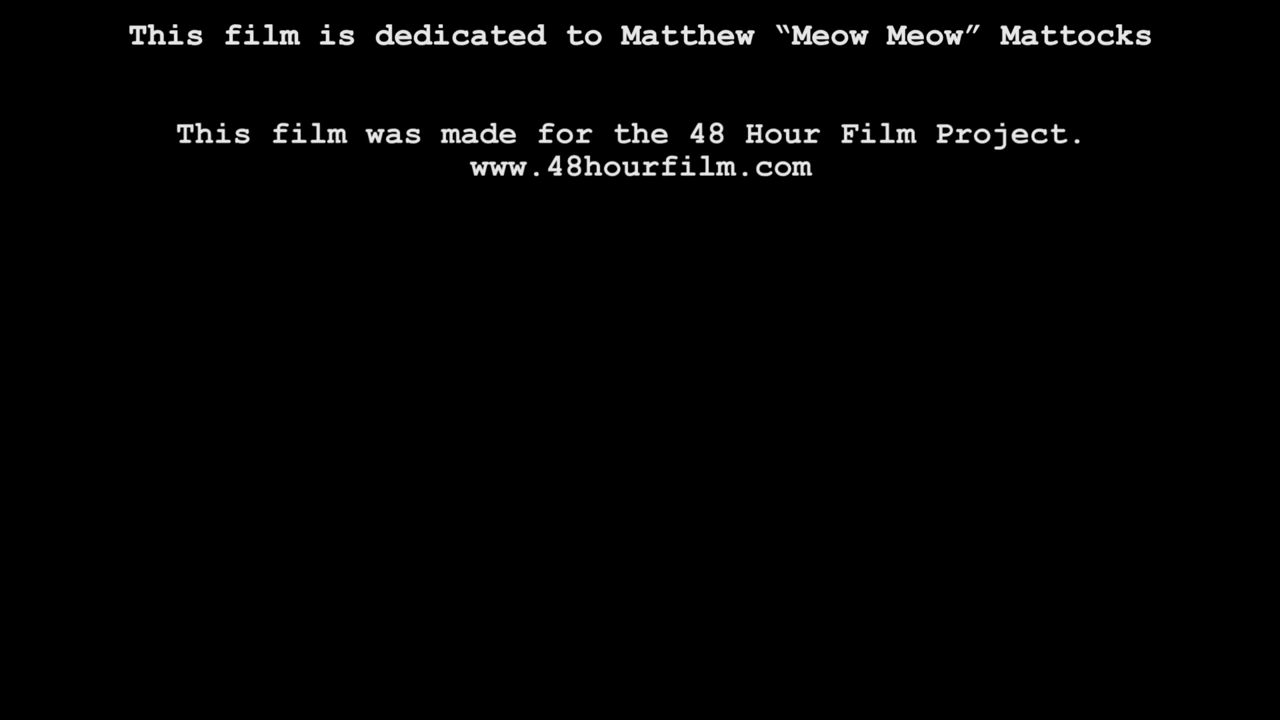 This film is dedicated to Matthew “Meow Meow” Mattocks
This film was made for the 48 Hour Film Project.
www.48hourfilm.com